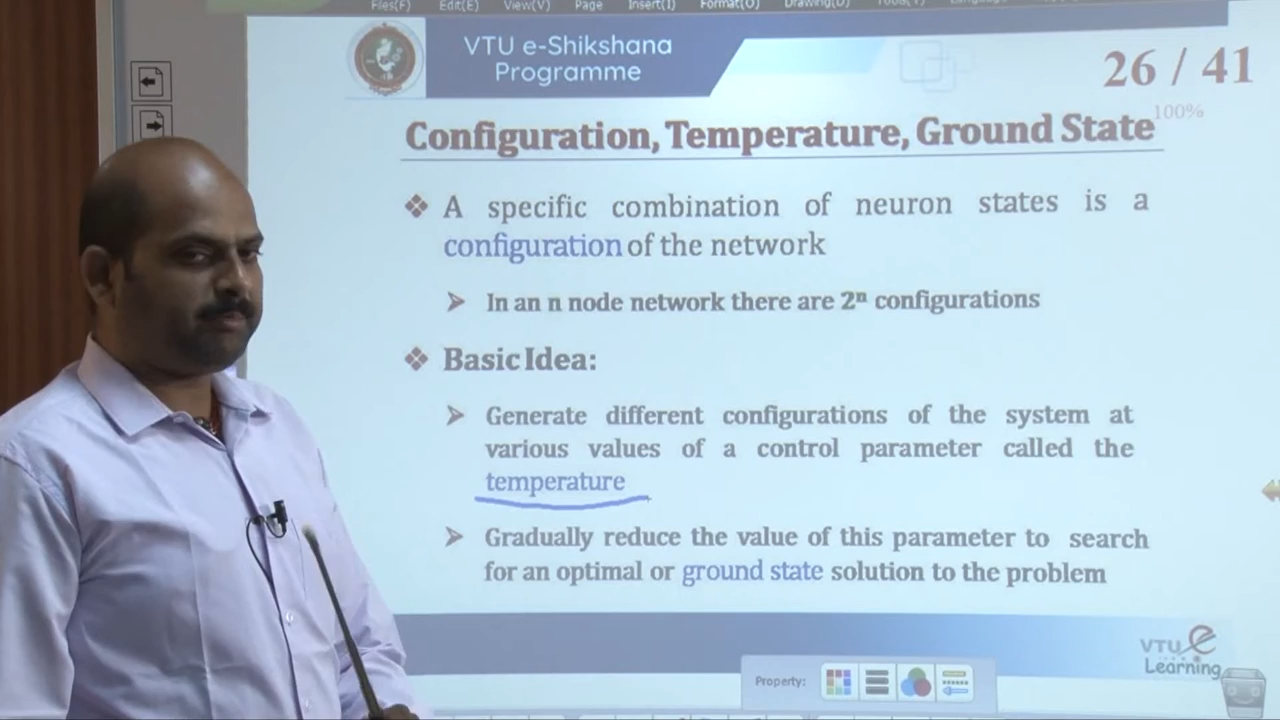 Files(F) Edit(E) View(V) Page Insert(I) Format(O) Drawing(D)
VTU e-Shikshana
Programme
26 / 41
100%
Configuration, Temperature, Ground State
❖ A specific combination of neuron states is a
configuration of the network
➤ In an n node network there are 2ⁿ configurations
❖ Basic Idea:
➤ Generate different configurations of the system at
various values of a control parameter called the
temperature
➤ Gradually reduce the value of this parameter to search
for an optimal or ground state solution to the problem
VTU e
Learning
Property: